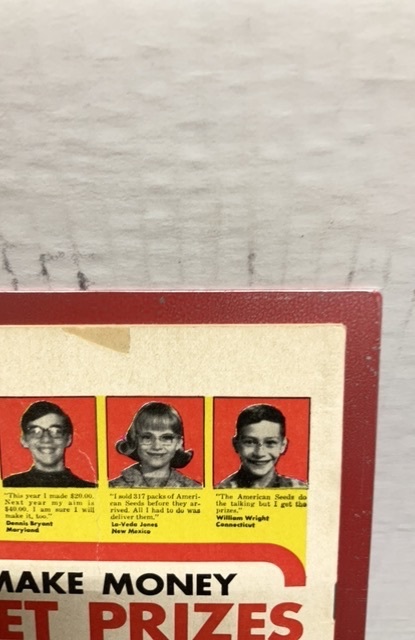 "This year I made $20.00.
Next year my aim is
$40.00. I am sure I will
make it, too."
Dennis Bryant
Maryland
"I sold 317 packs of Ameri-
can Seeds before they ar-
rived. All I had to do was
deliver them."
La-Veda Jones
New Mexico
"The American Seeds do
the talking but I get the
prizes."
William Wright
Connecticut
MAKE MONEY
ET PRIZES